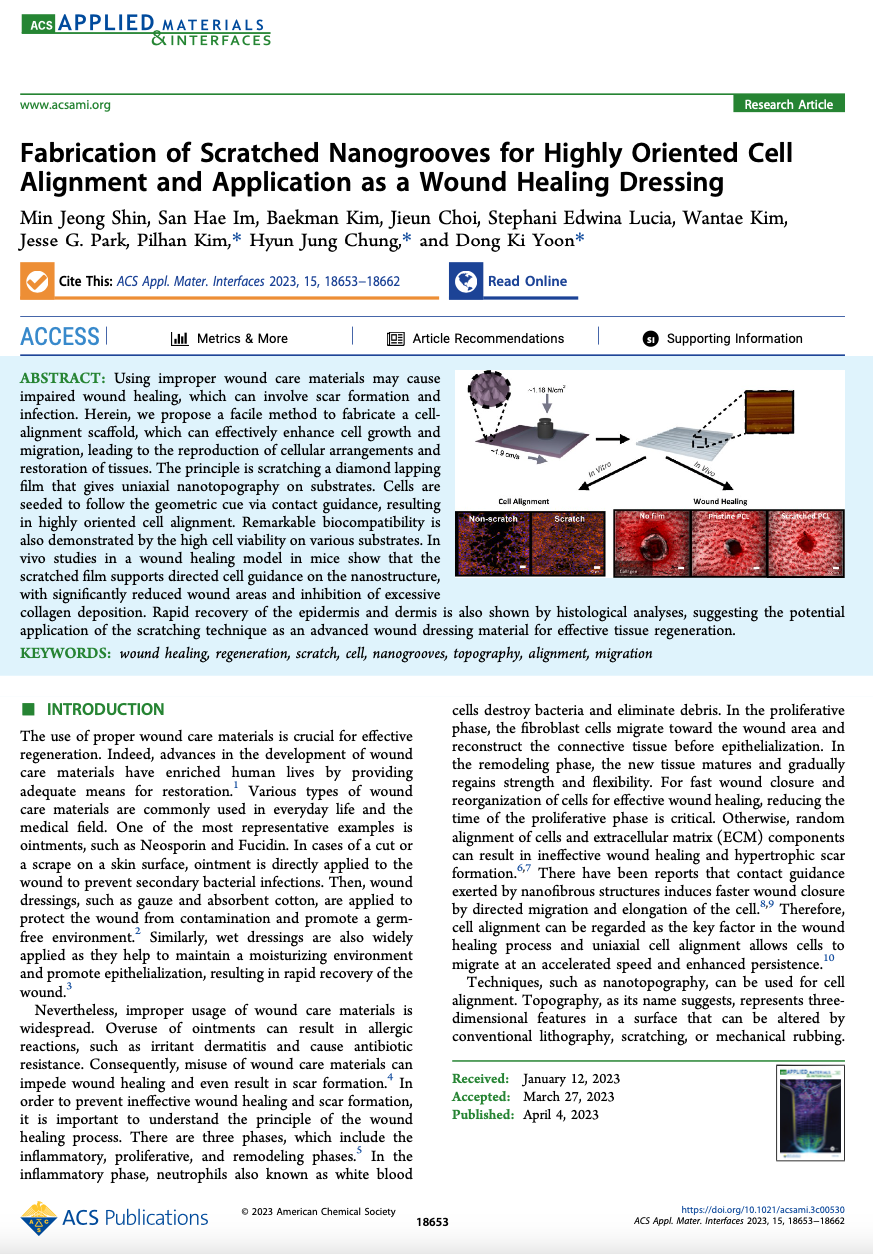 ACS APPLIED MATERIALS
& INTERFACES
www.acsami.org
Research Article
Fabrication of Scratched Nanogrooves for Highly Oriented Cell
Alignment and Application as a Wound Healing Dressing
Min Jeong Shin, San Hae Im, Baekman Kim, Jieun Choi, Stephani Edwina Lucia, Wantae Kim,
Jesse G. Park, Pilhan Kim,* Hyun Jung Chung,* and Dong Ki Yoon*
Cite This: ACS Appl. Mater. Interfaces 2023, 15, 18653−18662
Read Online
ACCESS
Metrics & More
Article Recommendations
SI Supporting Information
ABSTRACT: Using improper wound care materials may cause
impaired wound healing, which can involve scar formation and
infection. Herein, we propose a facile method to fabricate a cell-
alignment scaffold, which can effectively enhance cell growth and
migration, leading to the reproduction of cellular arrangements and
restoration of tissues. The principle is scratching a diamond lapping
film that gives uniaxial nanotopography on substrates. Cells are
seeded to follow the geometric cue via contact guidance, resulting
in highly oriented cell alignment. Remarkable biocompatibility is
also demonstrated by the high cell viability on various substrates. In
vivo studies in a wound healing model in mice show that the
scratched film supports directed cell guidance on the nanostructure,
with significantly reduced wound areas and inhibition of excessive
collagen deposition. Rapid recovery of the epidermis and dermis is also shown by histological analyses, suggesting the potential
application of the scratching technique as an advanced wound dressing material for effective tissue regeneration.
~1.18 N/cm²
~1.9 cm/s
In Vitro
In Vivo
Cell Alignment
Wound Healing
Non-scratch
Scratch
No film
Pristine PCL
Scratched PCL
Collagen
KEYWORDS: wound healing, regeneration, scratch, cell, nanogrooves, topography, alignment, migration
■ INTRODUCTION
The use of proper wound care materials is crucial for effective
regeneration. Indeed, advances in the development of wound
care materials have enriched human lives by providing
adequate means for restoration.1 Various types of wound
care materials are commonly used in everyday life and the
medical field. One of the most representative examples is
ointments, such as Neosporin and Fucidin. In cases of a cut or
a scrape on a skin surface, ointment is directly applied to the
wound to prevent secondary bacterial infections. Then, wound
dressings, such as gauze and absorbent cotton, are applied to
protect the wound from contamination and promote a germ-
free environment.2 Similarly, wet dressings are also widely
applied as they help to maintain a moisturizing environment
and promote epithelialization, resulting in rapid recovery of the
wound.3
Nevertheless, improper usage of wound care materials is
widespread. Overuse of ointments can result in allergic
reactions, such as irritant dermatitis and cause antibiotic
resistance. Consequently, misuse of wound care materials can
impede wound healing and even result in scar formation.4 In
order to prevent ineffective wound healing and scar formation,
it is important to understand the principle of the wound
healing process. There are three phases, which include the
inflammatory, proliferative, and remodeling phases.5 In the
inflammatory phase, neutrophils also known as white blood
cells destroy bacteria and eliminate debris. In the proliferative
phase, the fibroblast cells migrate toward the wound area and
reconstruct the connective tissue before epithelialization. In
the remodeling phase, the new tissue matures and gradually
regains strength and flexibility. For fast wound closure and
reorganization of cells for effective wound healing, reducing the
time of the proliferative phase is critical. Otherwise, random
alignment of cells and extracellular matrix (ECM) components
can result in ineffective wound healing and hypertrophic scar
formation.6,7 There have been reports that contact guidance
exerted by nanofibrous structures induces faster wound closure
by directed migration and elongation of the cell.8,9 Therefore,
cell alignment can be regarded as the key factor in the wound
healing process and uniaxial cell alignment allows cells to
migrate at an accelerated speed and enhanced persistence.10
Techniques, such as nanotopography, can be used for cell
alignment. Topography, as its name suggests, represents three-
dimensional features in a surface that can be altered by
conventional lithography, scratching, or mechanical rubbing.
Received: January 12, 2023
Accepted: March 27, 2023
Published: April 4, 2023
ACS Publications
© 2023 American Chemical Society
18653
https://doi.org/10.1021/acsami.3c00530
ACS Appl. Mater. Interfaces 2023, 15, 18653−18662